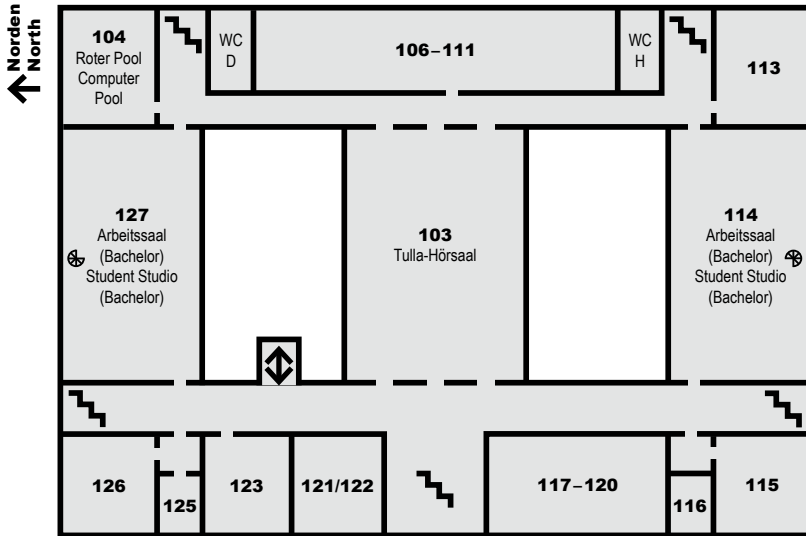 Norden
North
104
Roter Pool
Computer
Pool
WC
D
106–111
WC
H
113
127
Arbeitssaal
(Bachelor)
Student Studio
(Bachelor)
103
Tulla-Hörsaal
114
Arbeitssaal
(Bachelor)
Student Studio
(Bachelor)
126
125
123
121/122
117–120
116
115